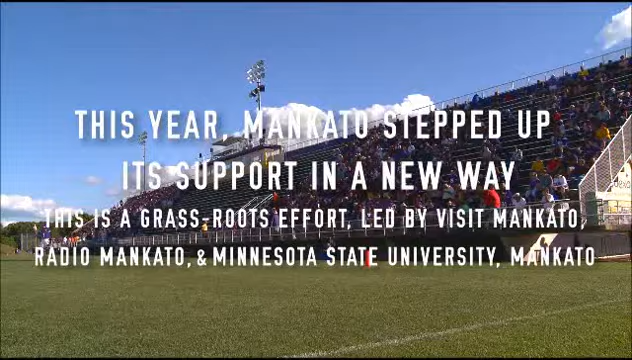 THIS YEAR, MANKATO STEPPED UP
ITS SUPPORT IN A NEW WAY
THIS IS A GRASS-ROOTS EFFORT, LED BY VISIT MANKATO,
RADIO MANKATO, & MINNESOTA STATE UNIVERSITY, MANKATO